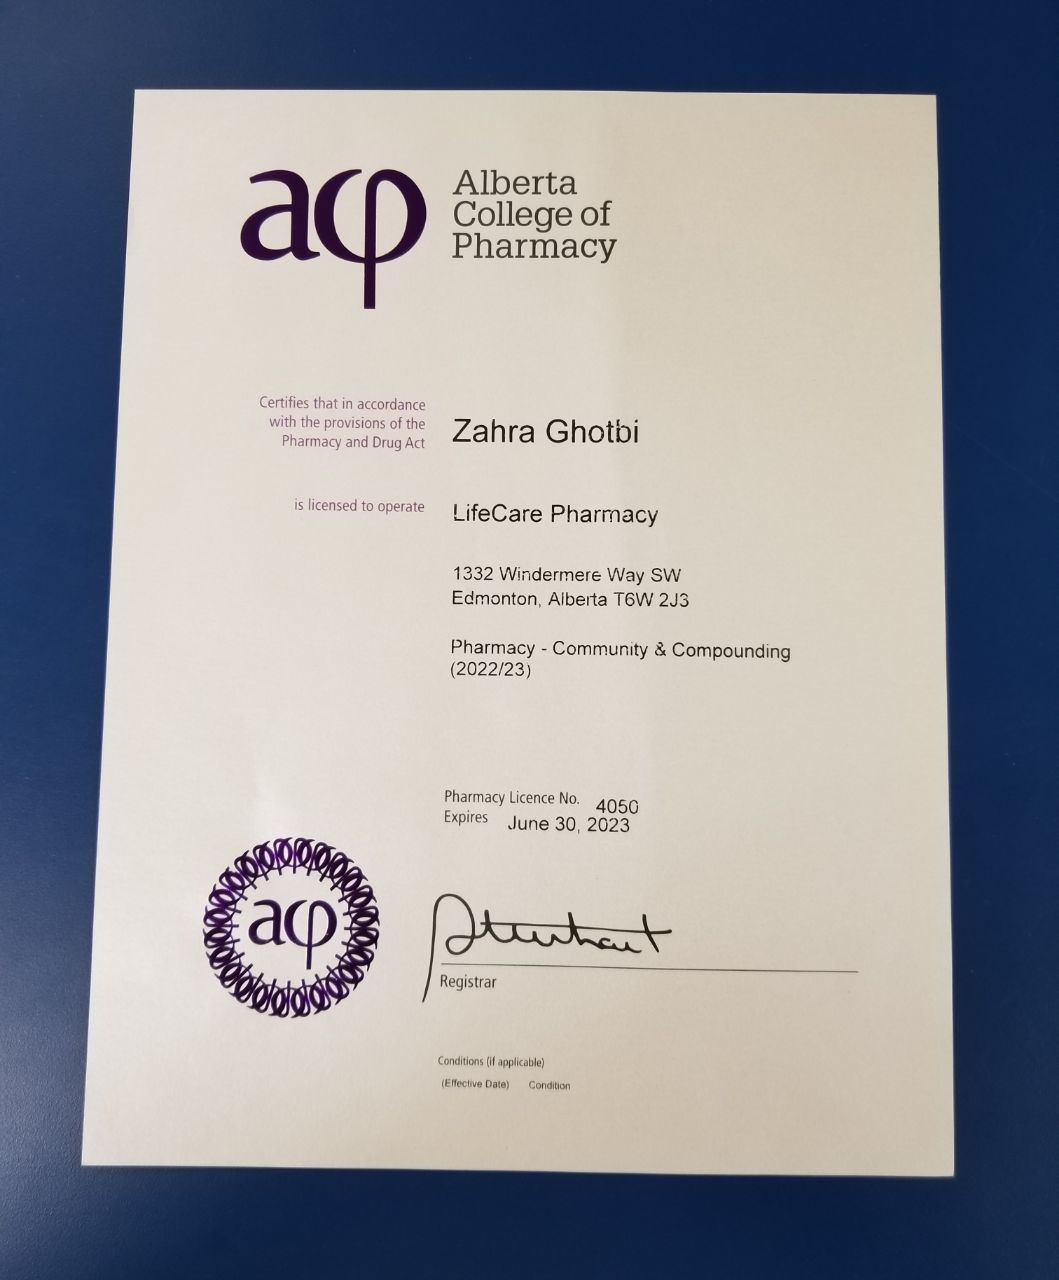 acp
Alberta
College of
Pharmacy
Certifies that in accordance
with the provisions of the
Pharmacy and Drug Act
Zahra Ghotbi
is licensed to operate
LifeCare Pharmacy
1332 Windermere Way SW
Edmonton, Alberta T6W 2J3
Pharmacy - Community & Compounding
(2022/23)
Pharmacy Licence No. 4050
Expires June 30, 2023
acp
Registrar
Conditions (if applicable)
(Effective Date) Condition